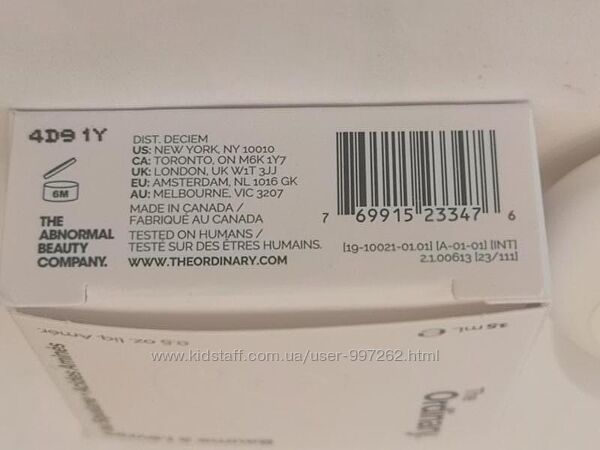 4D91Y
6M
THE
ABNORMAL
BEAUTY
COMPANY.
DIST. DECIEM
US: NEW YORK, NY 10010
CA: TORONTO, ON M6K 1Y7
UK: LONDON, UK W1T 3JJ
EU: AMSTERDAM, NL 1016 GK
AU: MELBOURNE, VIC 3207
MADE IN CANADA /
FABRIQUÉ AU CANADA
TESTED ON HUMANS /
TESTÉ SUR DES ÊTRES HUMAINS.
WWW.THEORDINARY.COM
7 69915 23347 6
[19-10021-01.01] [A-01-01] [INT]
2.1.00613 [23/111]
www.kidstaff.com.ua/user-997262.html
The
Ordinary.
15 mL ℮
0.5 oz. liq. Amér.
Baume à Lèvres